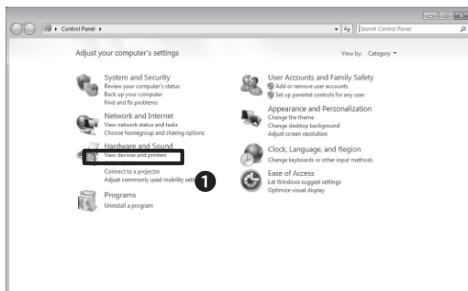 Control Panel
Search Control Panel
Adjust your computer's settings
View by: Category
System and Security
Review your computer's status
Back up your computer
Find and fix problems
Network and Internet
View network status and tasks
Choose homegroup and sharing options
Hardware and Sound
View devices and printers
Connect to a projector
Adjust commonly used mobility
1
Programs
Uninstall a program
User Accounts and Family Safety
Add or remove user accounts
Set up parental controls for any user
Appearance and Personalization
Change the theme
Change desktop background
Adjust screen resolution
Clock, Language, and Region
Change keyboards or other input methods
Ease of Access
Let Windows suggest settings
Optimize visual display